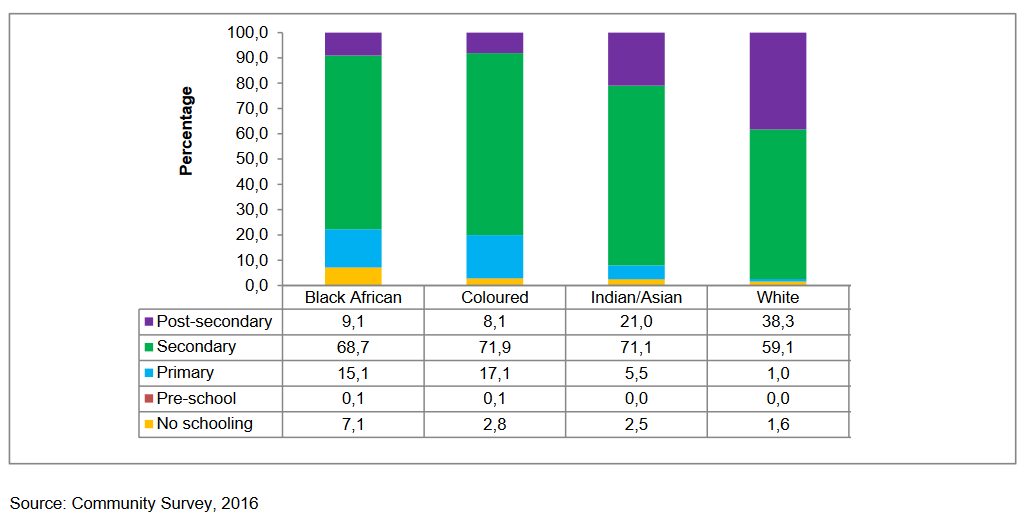 100,0
90,0
80,0
70,0
60,0
50,0
40,0
30,0
20,0
10,0
0,0
Percentage
Black African Coloured Indian/Asian White
Post-secondary 9,1 8,1 21,0 38,3
Secondary 68,7 71,9 71,1 59,1
Primary 15,1 17,1 5,5 1,0
Pre-school 0,1 0,1 0,0 0,0
No schooling 7,1 2,8 2,5 1,6
Source: Community Survey, 2016